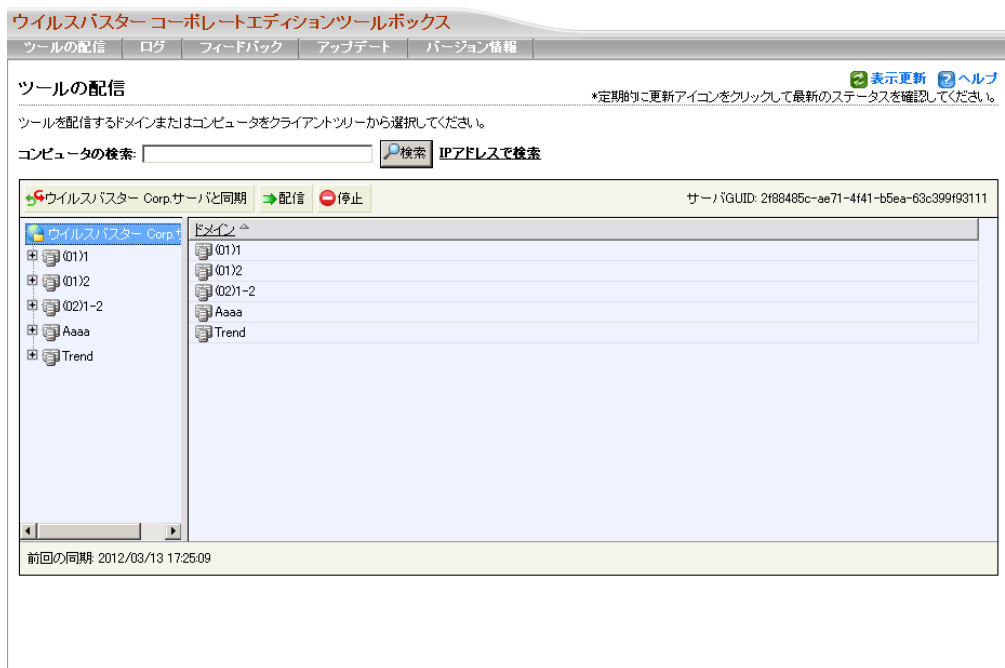 ウイルスバスター コーポレートエディションツールボックス
ツールの配信 ログ フィードバック アップデート バージョン情報
表示更新 ヘルプ
ツールの配信
*定期的に更新アイコンをクリックして最新のステータスを確認してください。
ツールを配信するドメインまたはコンピュータをクライアントツリーから選択してください。
コンピュータの検索: 検索 IPアドレスで検索
ウイルスバスター Corp.サーバと同期 配信 停止 サーバGUID: 2f88485c-ae71-4f41-b5ea-63c399f93111
ウイルスバスター Corp.サ
(01)1
(01)2
(02)1-2
Aaaa
Trend
ドメイン
(01)1
(01)2
(02)1-2
Aaaa
Trend
前回の同期: 2012/03/13 17:25:09